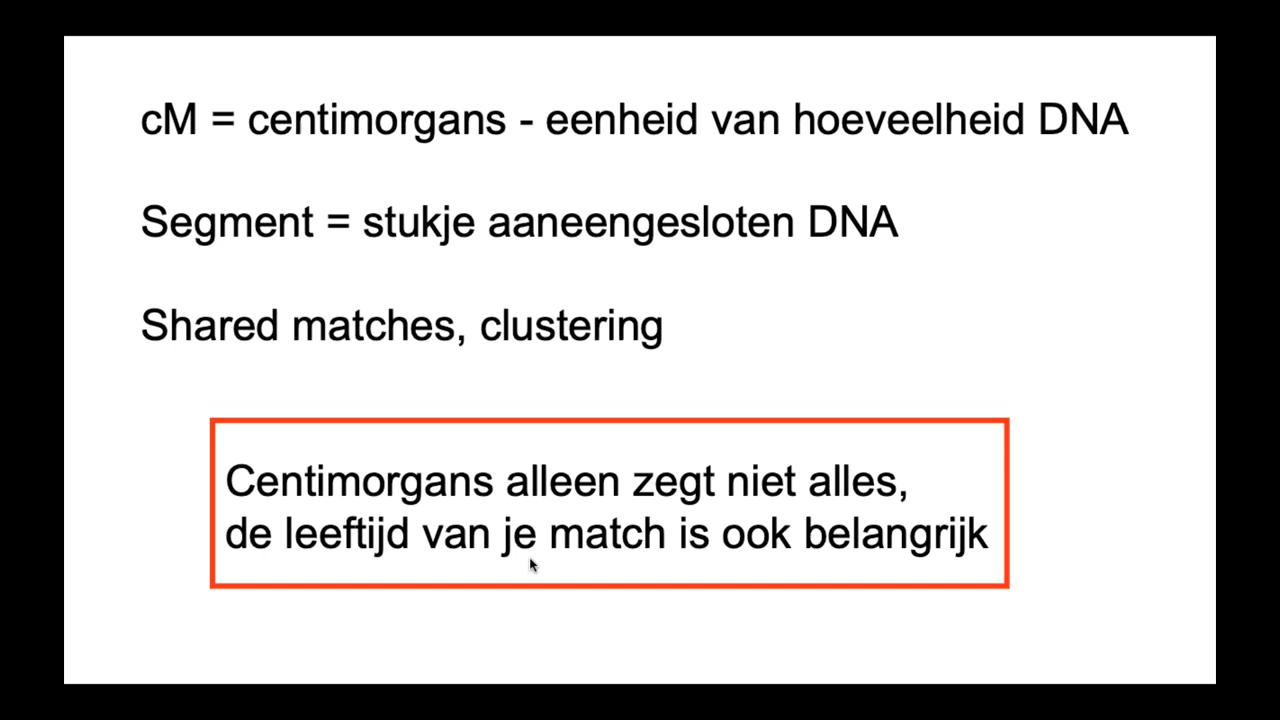 cM = centimorgans - eenheid van hoeveelheid DNA
Segment = stukje aaneengesloten DNA
Shared matches, clustering
Centimorgans alleen zegt niet alles,
de leeftijd van je match is ook belangrijk